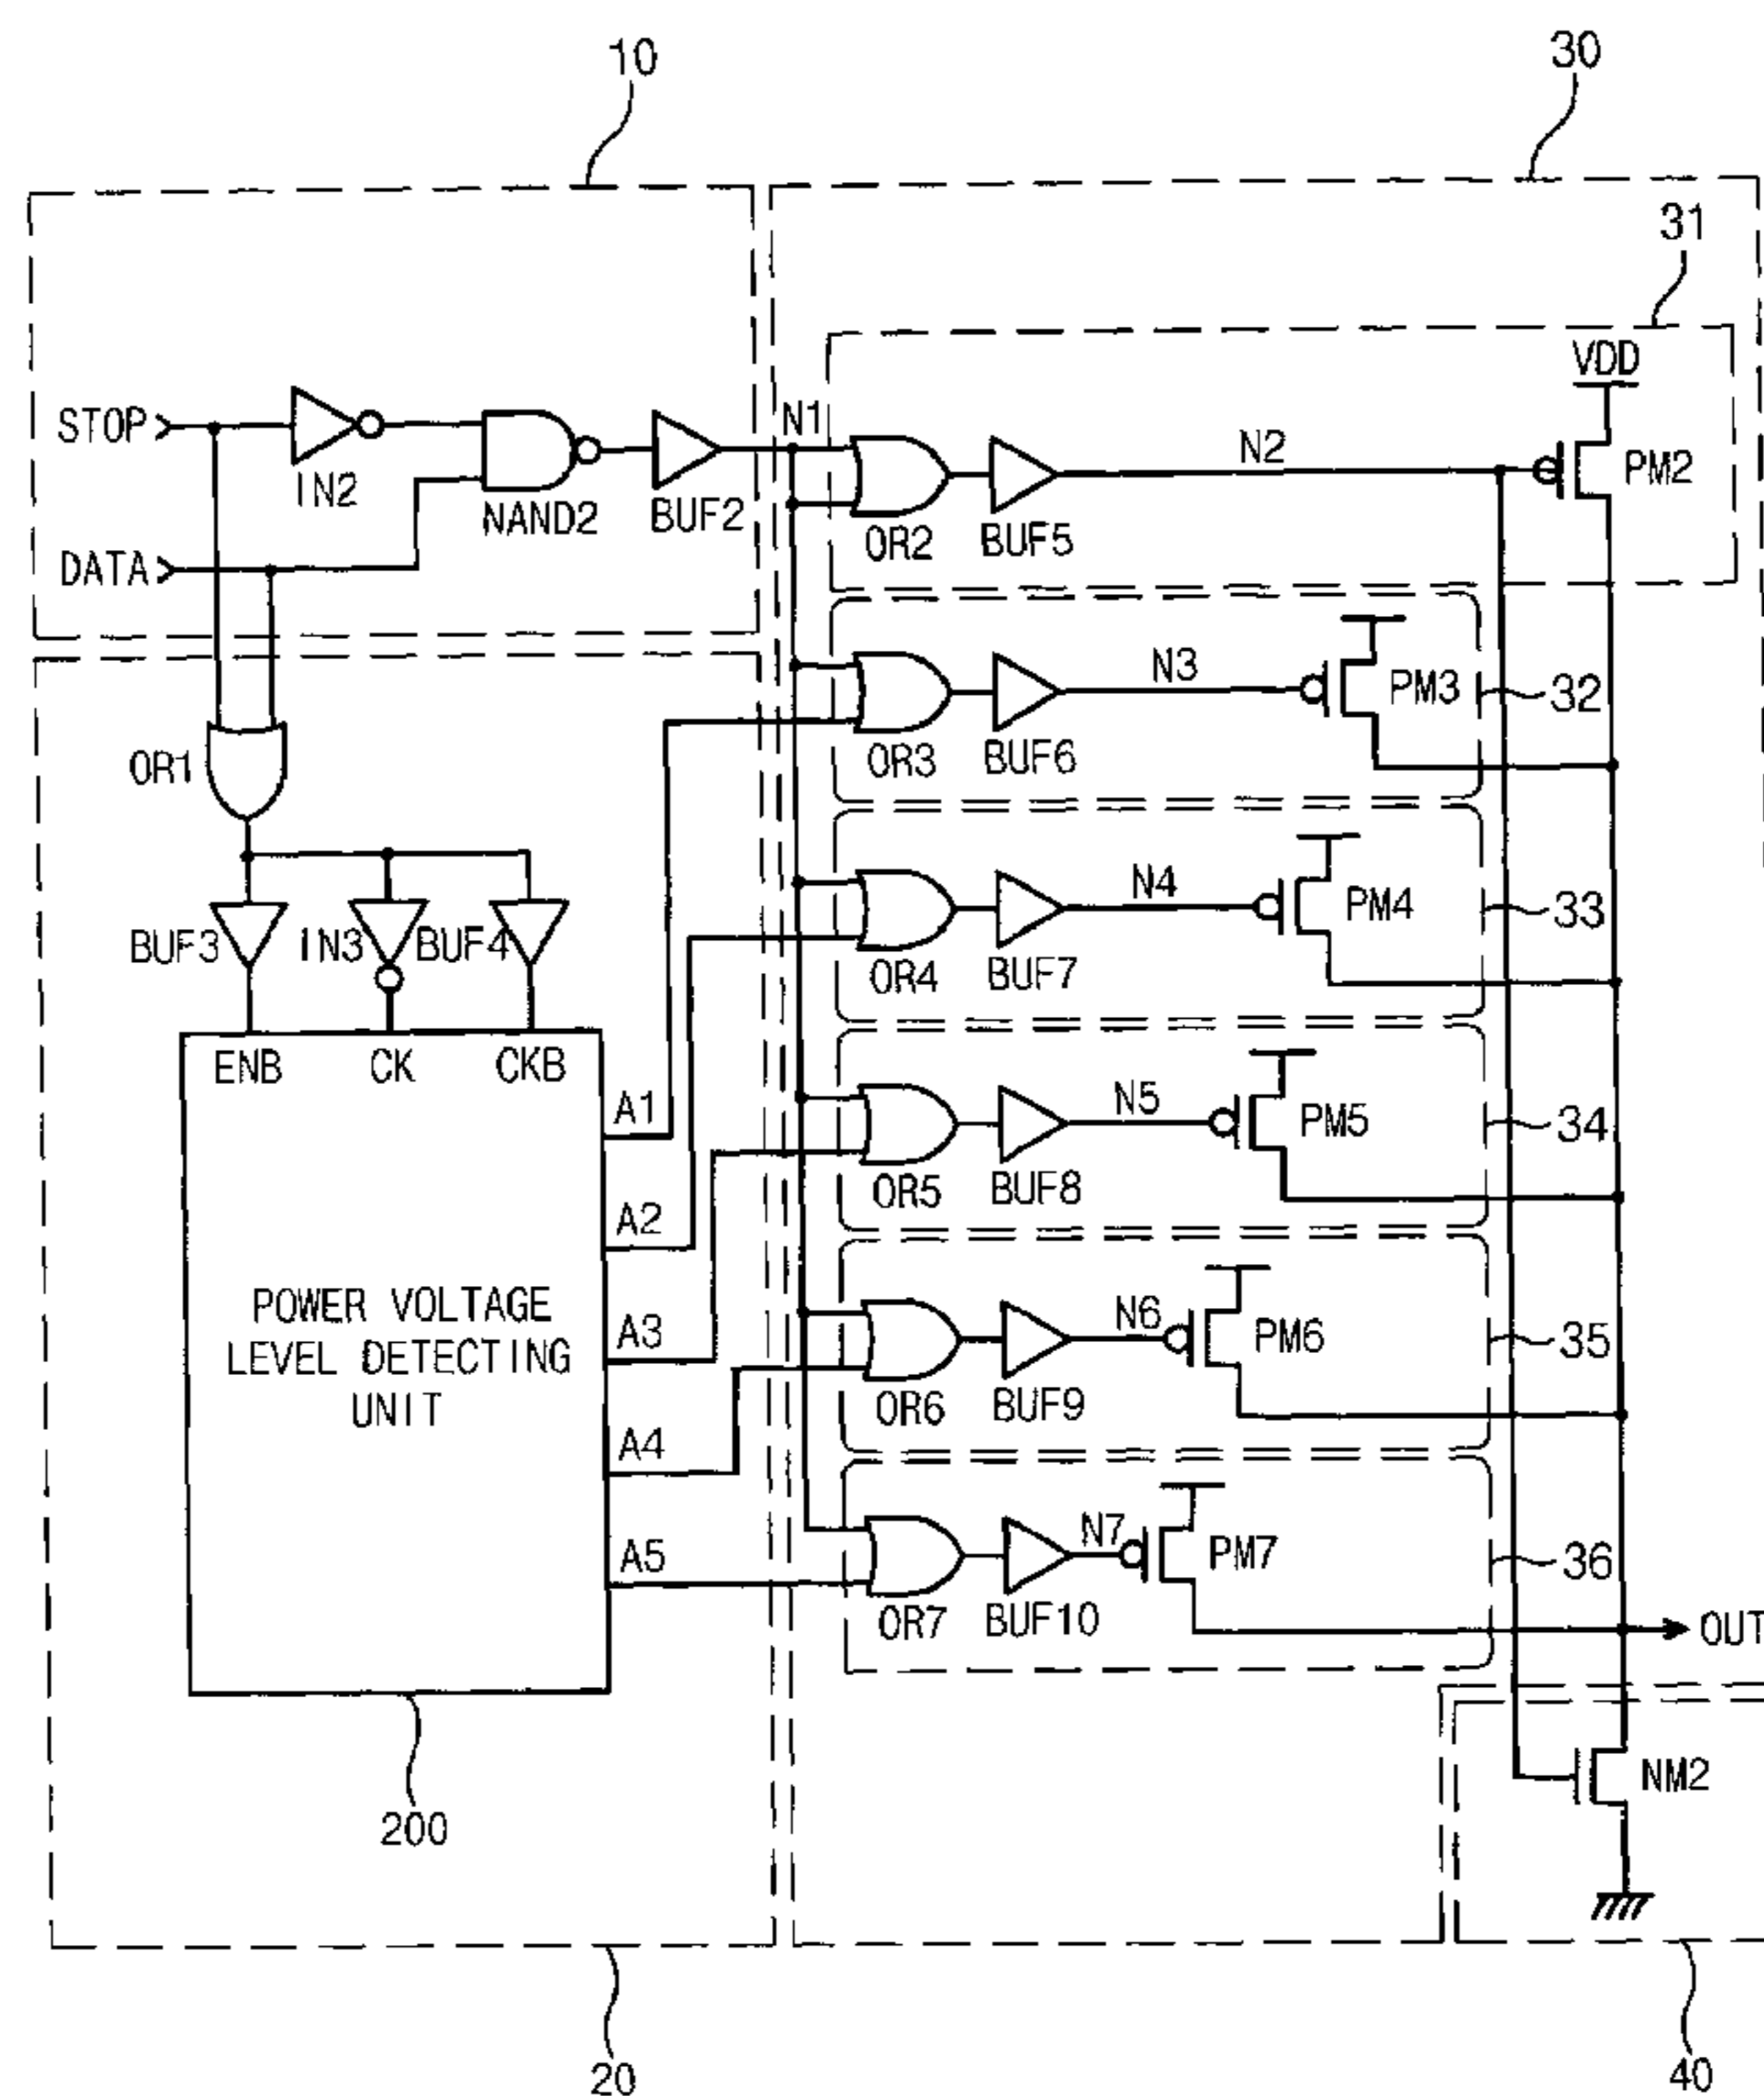 10
30
31
VDD
STOP
IN2
NAND2
BUF2
N1
OR2
BUF5
N2
PM2
DATA
OR3
BUF6
N3
PM3
32
OR1
BUF3
IN3
BUF4
OR4
BUF7
N4
PM4
33
ENB
CK
CKB
A1
OR5
BUF8
N5
PM5
34
A2
POWER VOLTAGE
LEVEL DETECTING
UNIT
A3
OR6
BUF9
N6
PM6
35
A4
A5
OR7
BUF10
N7
PM7
36
OUT
NM2
200
20
40